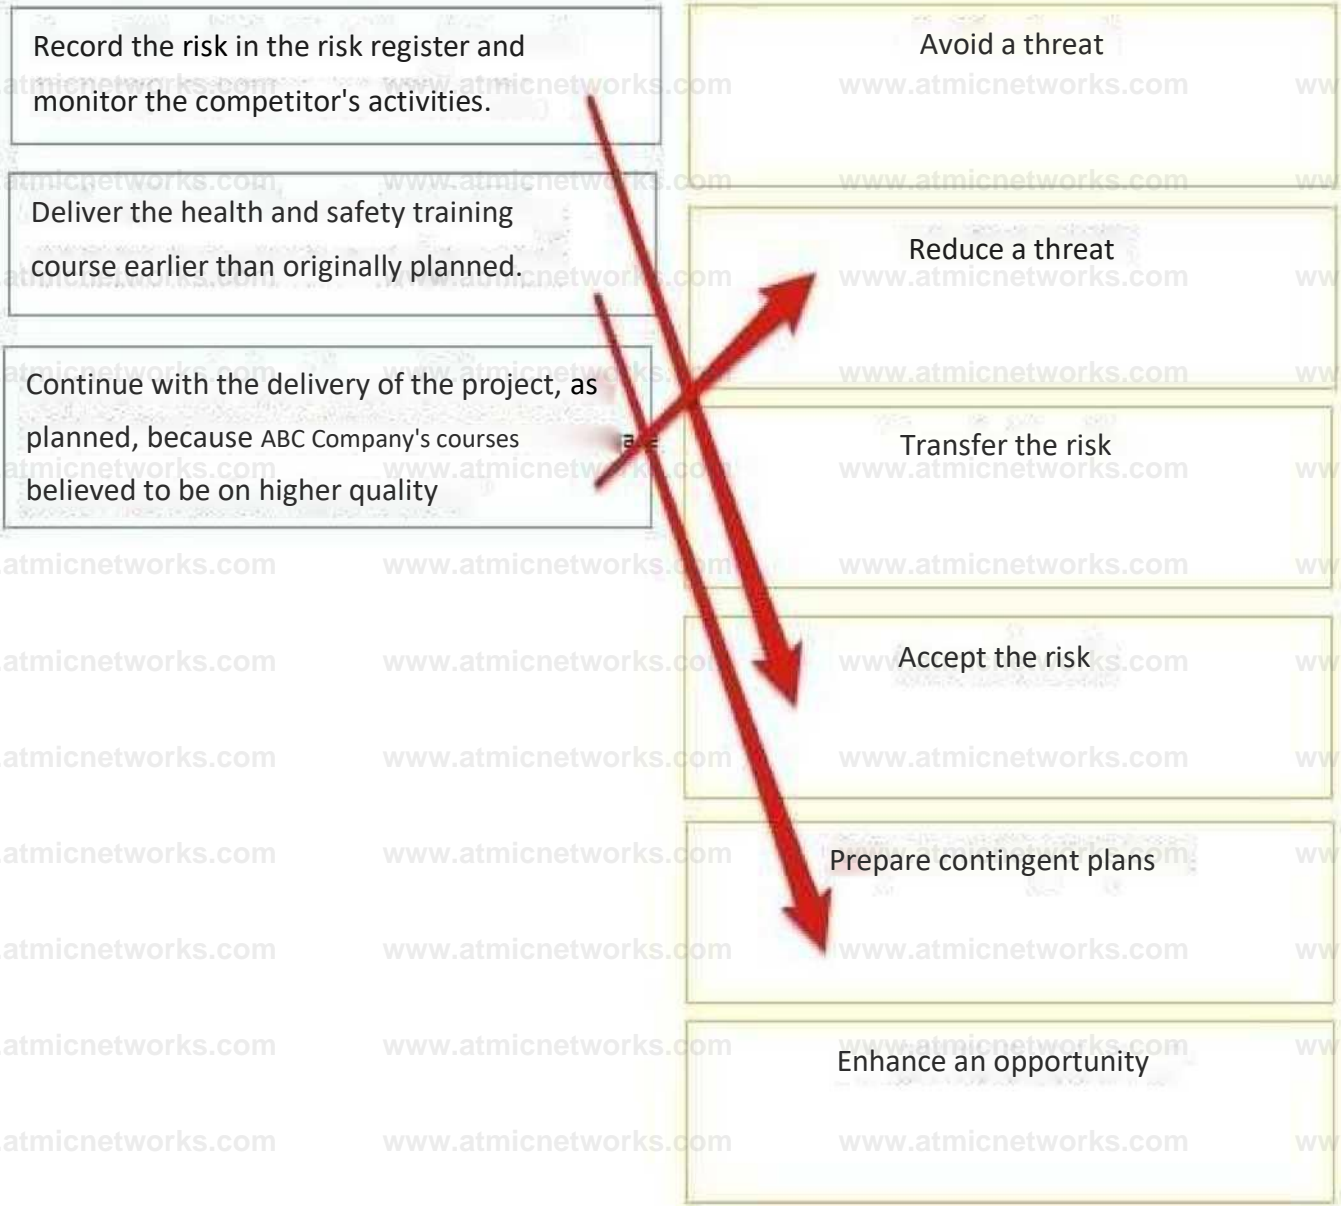 Record the risk in the risk register and
monitor the competitor's activities.
Deliver the health and safety training
course earlier than originally planned.
Continue with the delivery of the project, as
planned, because ABC Company's courses
believed to be on higher quality
Avoid a threat
Reduce a threat
Transfer the risk
Accept the risk
Prepare contingent plans
Enhance an opportunity
www.atmicnetworks.com